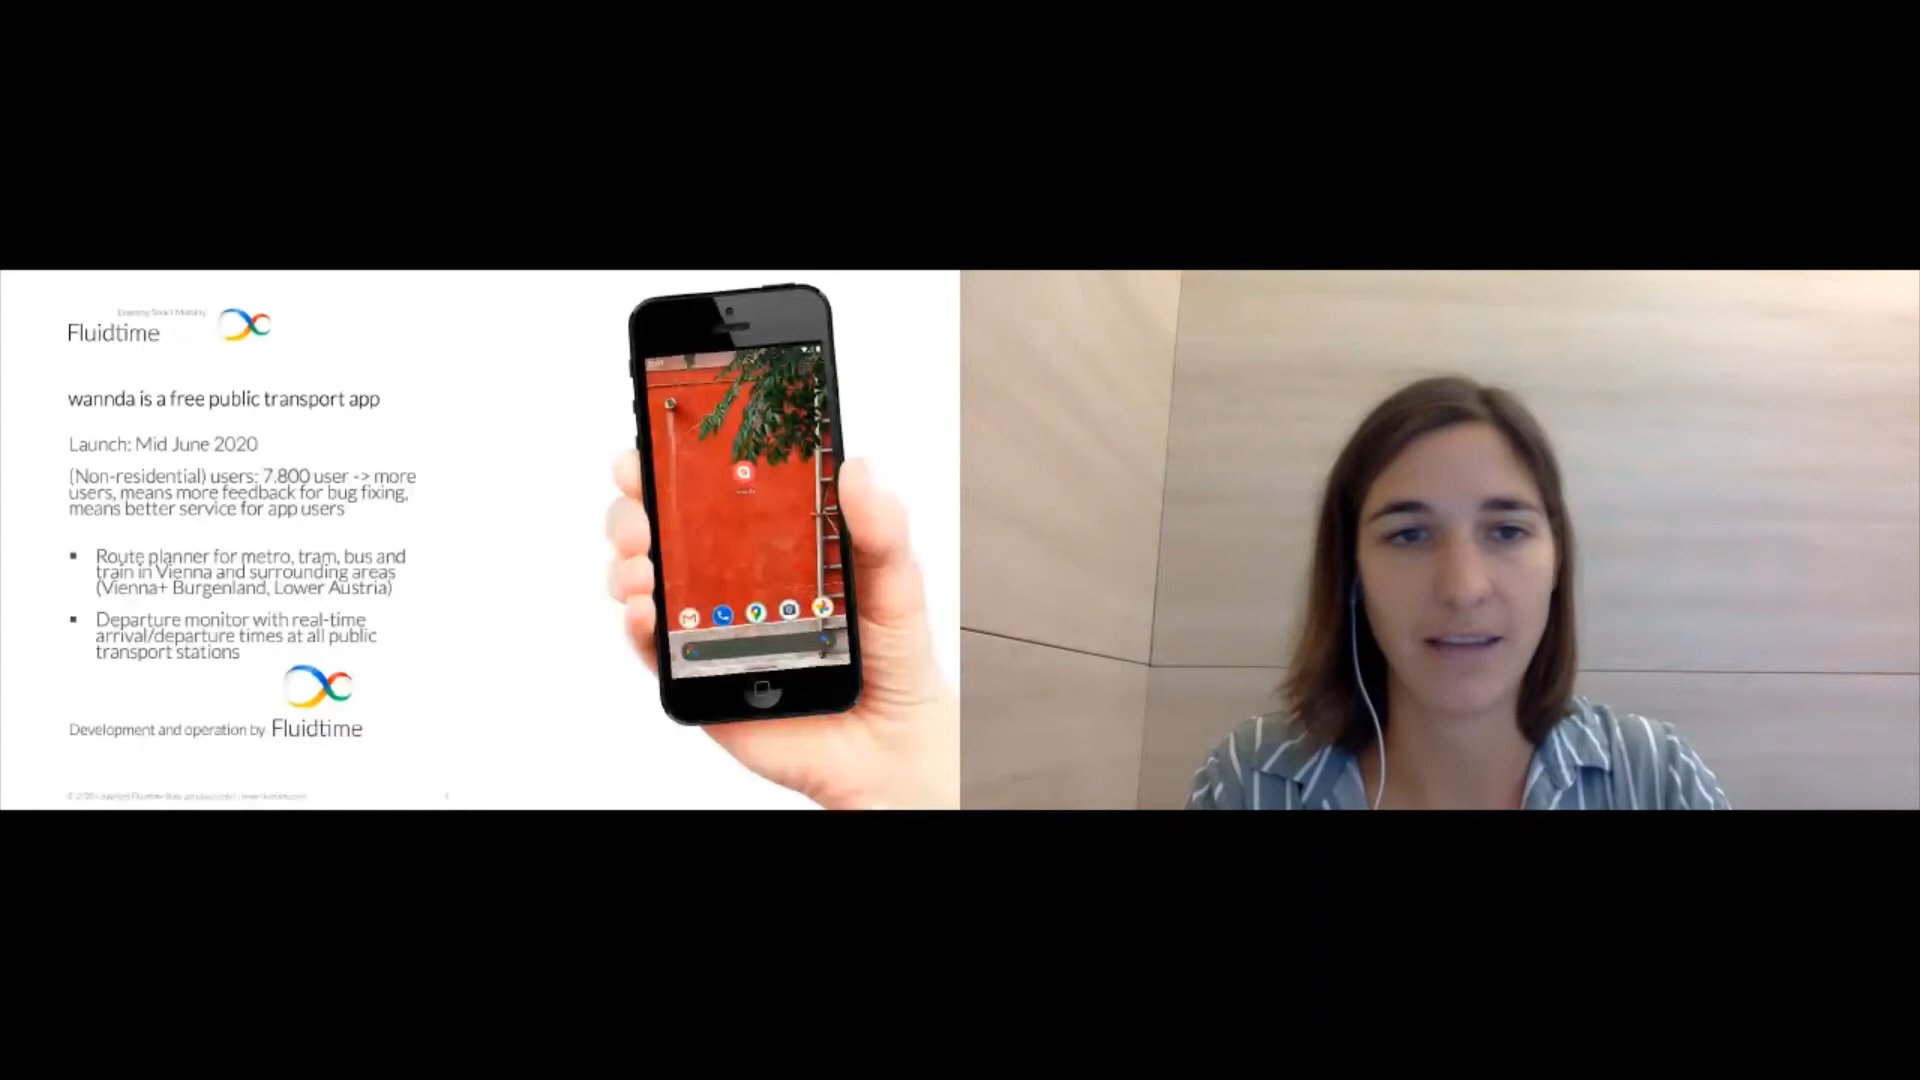 Fluidtime
wannda is a free public transport app
Launch: Mid June 2020
(Non-residential) users: 7.800 user -> more
users, means more feedback for bug fixing,
means better service for app users
▪ Route planner for metro, tram, bus and
train in Vienna and surrounding areas
(Vienna+ Burgenland, Lower Austria)
▪ Departure monitor with real-time
arrival/departure times at all public
transport stations
Development and operation by Fluidtime